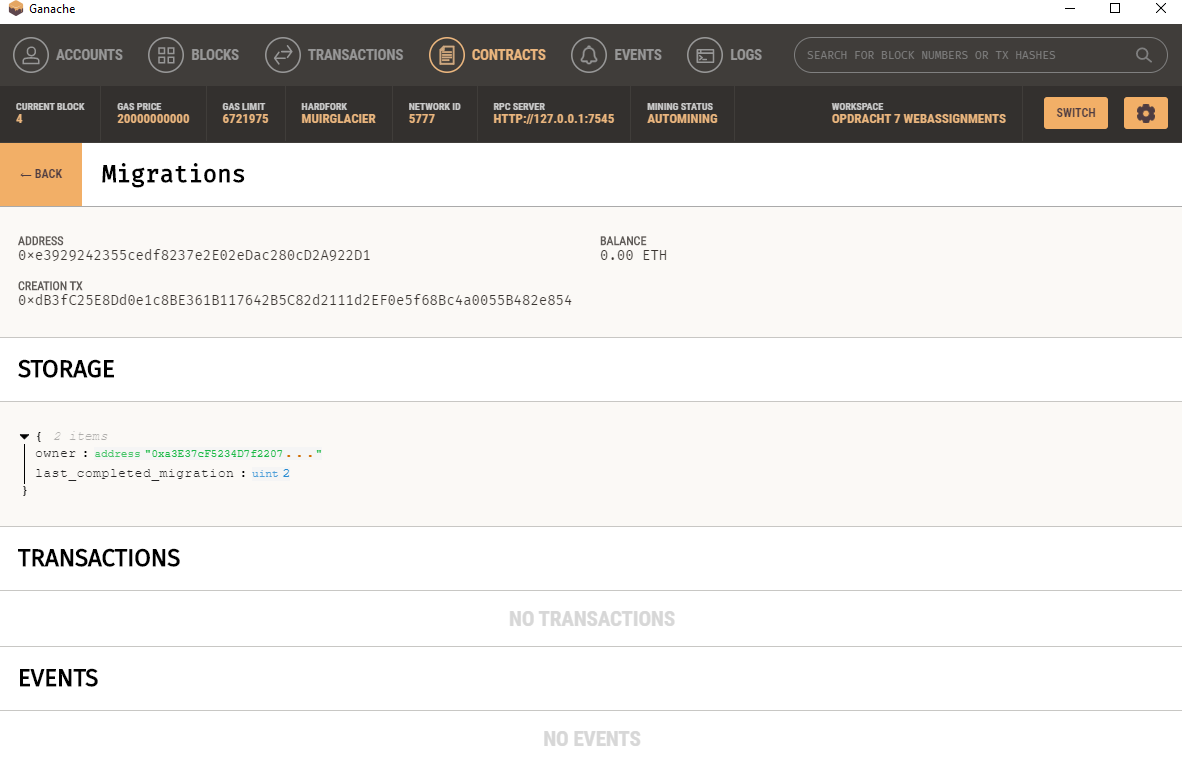 Ganache
ACCOUNTS BLOCKS TRANSACTIONS CONTRACTS EVENTS LOGS SEARCH FOR BLOCK NUMBERS OR TX HASHES
CURRENT BLOCK GAS PRICE GAS LIMIT HARDFORK NETWORK ID RPC SERVER MINING STATUS WORKSPACE
4 20000000000 6721975 MUIRGLACIER 5777 HTTP://127.0.0.1:7545 AUTOMINING OPDRACHT 7 WEBASSIGNMENTS SWITCH
← BACK Migrations
ADDRESS BALANCE
0×e3929242355cedf8237e2E02eDac280cD2A922D1 0.00 ETH
CREATION TX
0×dB3fC25E8Dd0e1c8BE361B117642B5C82d2111d2EF0e5f68Bc4a0055B482e854
STORAGE
{ 2 items
owner : address "0xa3E37cF5234D7f2207..."
last_completed_migration : uint 2
}
TRANSACTIONS
NO TRANSACTIONS
EVENTS
NO EVENTS